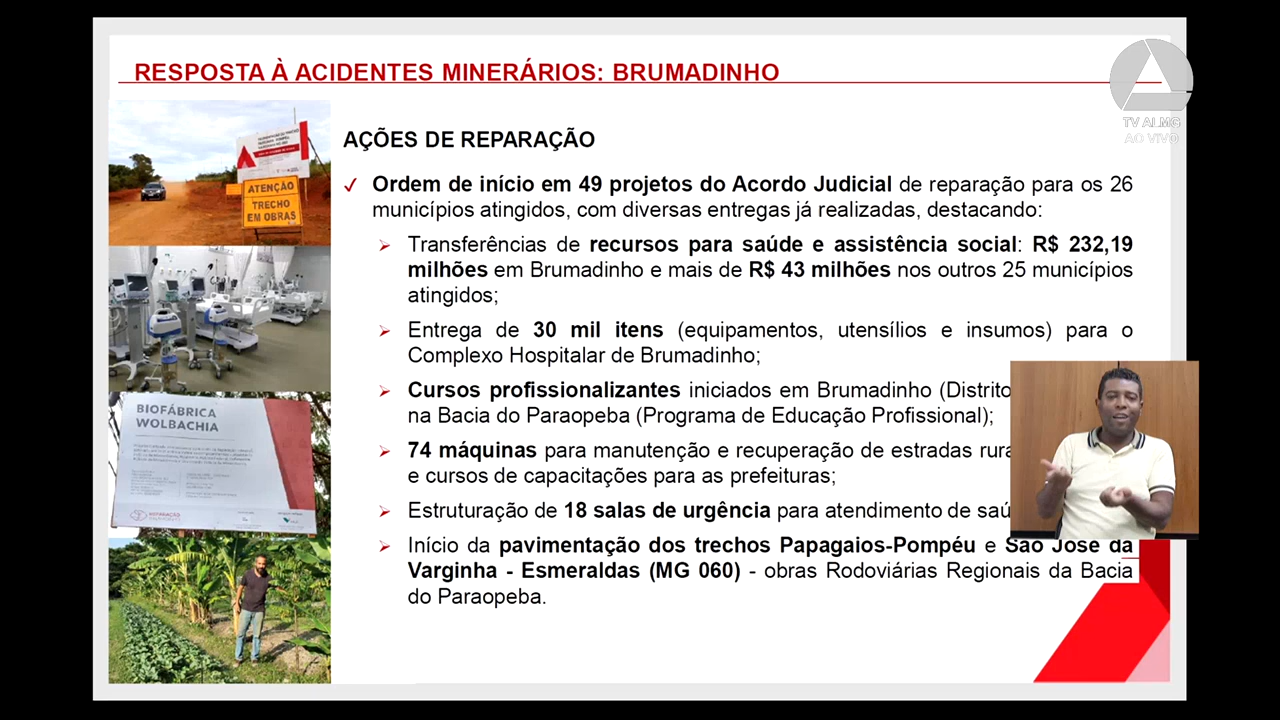 RESPOSTA À ACIDENTES MINERÁRIOS: BRUMADINHO
TV ALMG
AO VIVO
AÇÕES DE REPARAÇÃO
Ordem de início em 49 projetos do Acordo Judicial de reparação para os 26
municípios atingidos, com diversas entregas já realizadas, destacando:
Transferências de recursos para saúde e assistência social: R$ 232,19
milhões em Brumadinho e mais de R$ 43 milhões nos outros 25 municípios
atingidos;
Entrega de 30 mil itens (equipamentos, utensílios e insumos) para o
Complexo Hospitalar de Brumadinho;
Cursos profissionalizantes iniciados em Brumadinho (Distrito
na Bacia do Paraopeba (Programa de Educação Profissional);
74 máquinas para manutenção e recuperação de estradas
e cursos de capacitações para as prefeituras;
Estruturação de 18 salas de urgência para atendimento de
Início da pavimentação dos trechos Papagaios-Pompéu e São José da
Varginha - Esmeraldas (MG 060) - obras Rodoviárias Regionais da Bacia
do Paraopeba.
ATENÇÃO
TRECHO
EM OBRAS
BIOFÁBRICA
WOLBACHIA
REPARAÇÃO